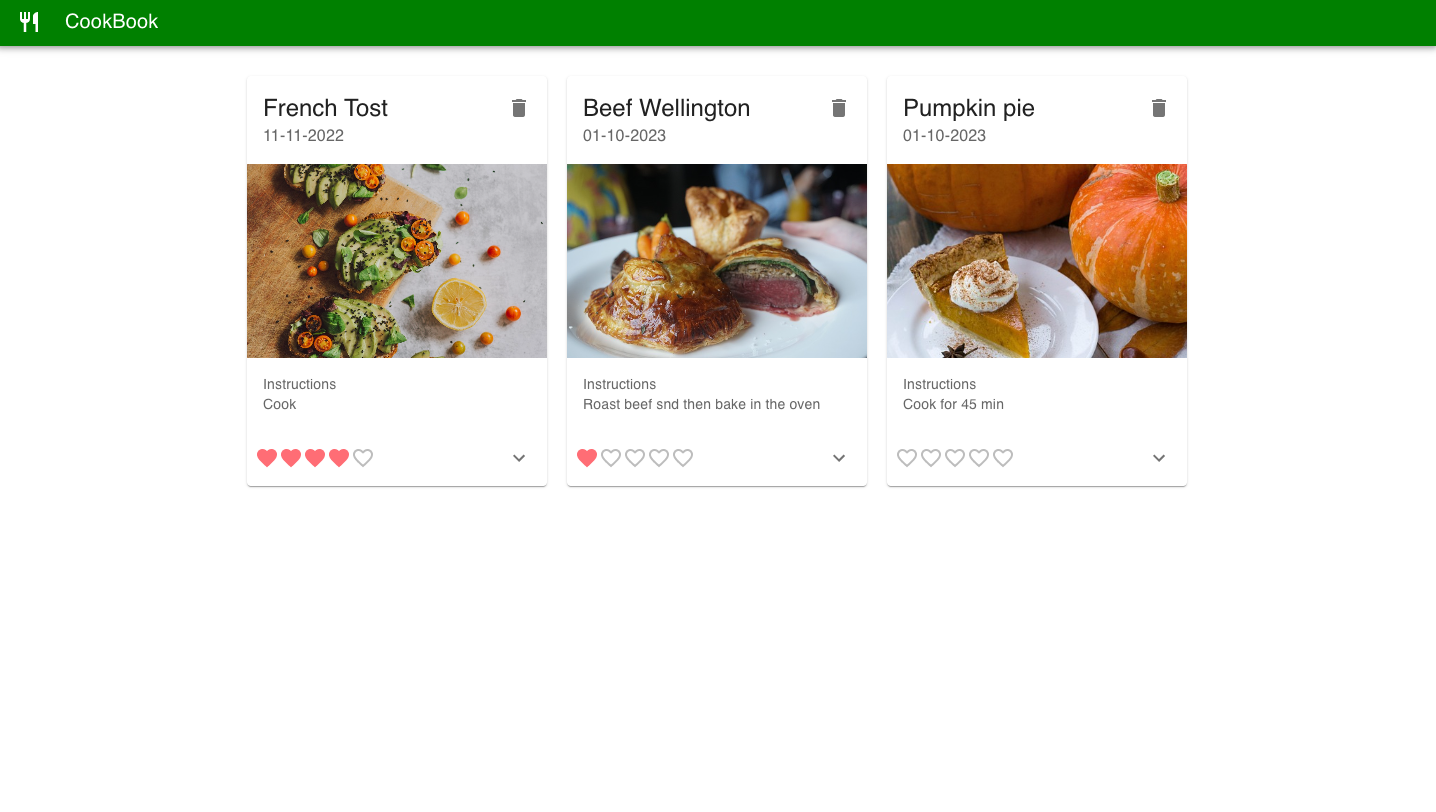 CookBook
French Tost
11-11-2022
Instructions
Cook
Beef Wellington
01-10-2023
Instructions
Roast beef snd then bake in the oven
Pumpkin pie
01-10-2023
Instructions
Cook for 45 min